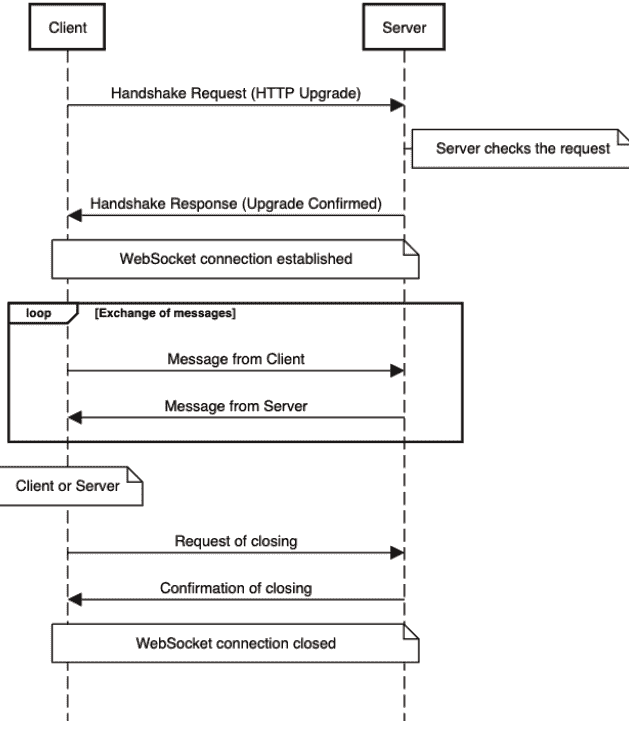 Client
Server
Handshake Request (HTTP Upgrade)
Server checks the request
Handshake Response (Upgrade Confirmed)
WebSocket connection established
loop
[Exchange of messages]
Message from Client
Message from Server
Client or Server
Request of closing
Confirmation of closing
WebSocket connection closed